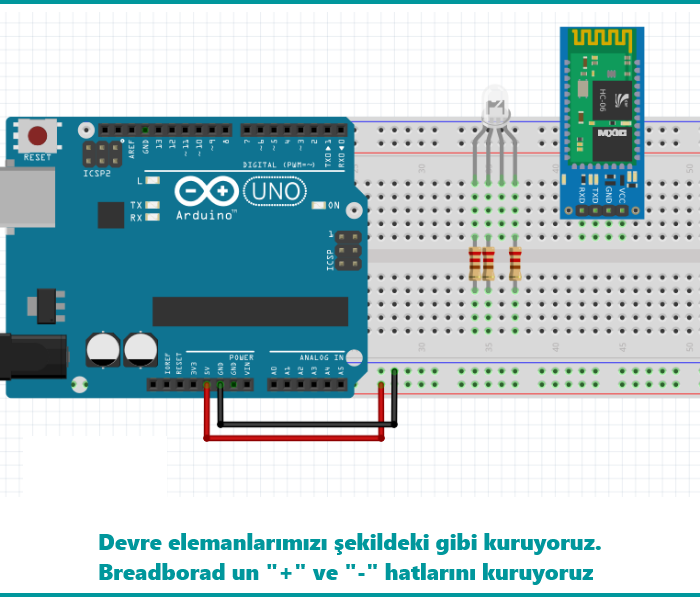 HC-06
RXD
TXD
GND
VCC
RESET
ICSP2
AREF
GND
13
12
~11
~10
~9
8
7
~6
~5
4
~3
2
TXD▶1
RXD◀0
DIGITAL (PWM=~)
L
TX
RX
UNO
Arduino™
ON
1
ICSP
30
IOREF
RESET
3V3
5V
GND
GND
VIN
POWER
ANALOG IN
A0
A1
A2
A3
A4
A5
30
35
40
45
50
Devre elemanlarımızı şekildeki gibi kuruyoruz.
Breadborad un "+" ve "-" hatlarını kuruyoruz